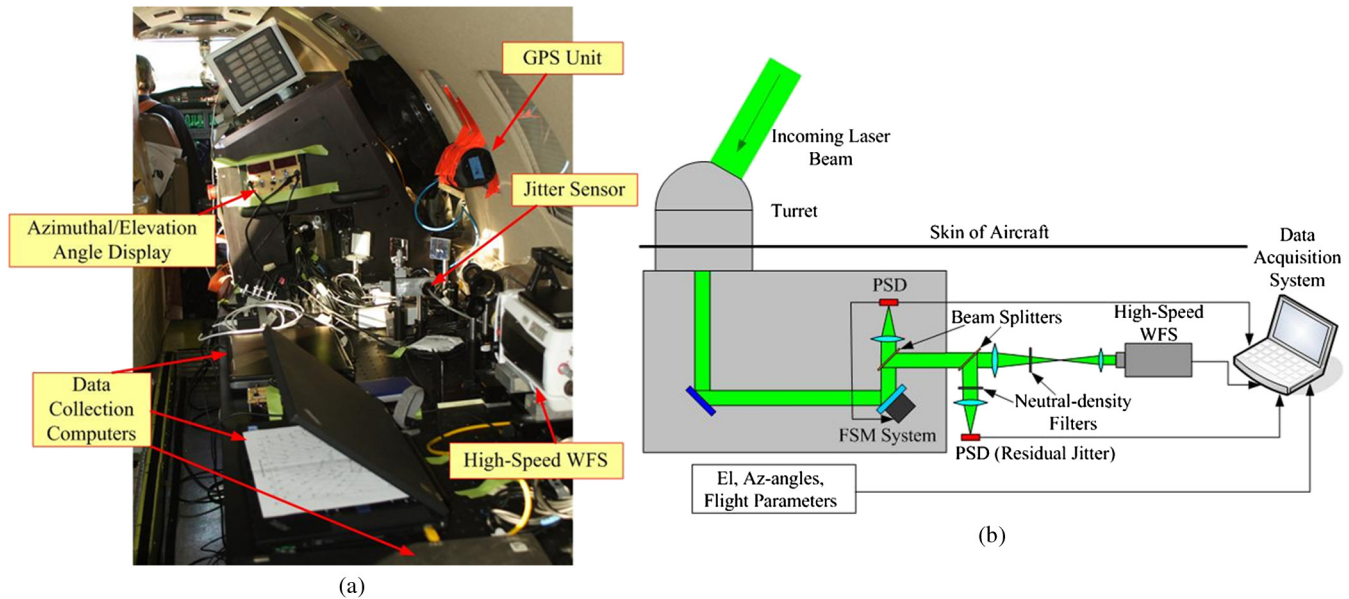 GPS Unit
Jitter Sensor
Azimuthal/Elevation
Angle Display
Data
Collection
Computers
High-Speed WFS
(a)
Incoming Laser
Beam
Turret
Skin of Aircraft
Data
Acquisition
System
PSD
Beam Splitters
High-Speed
WFS
Neutral-density
Filters
FSM System
PSD (Residual Jitter)
El, Az-angles,
Flight Parameters
(b)